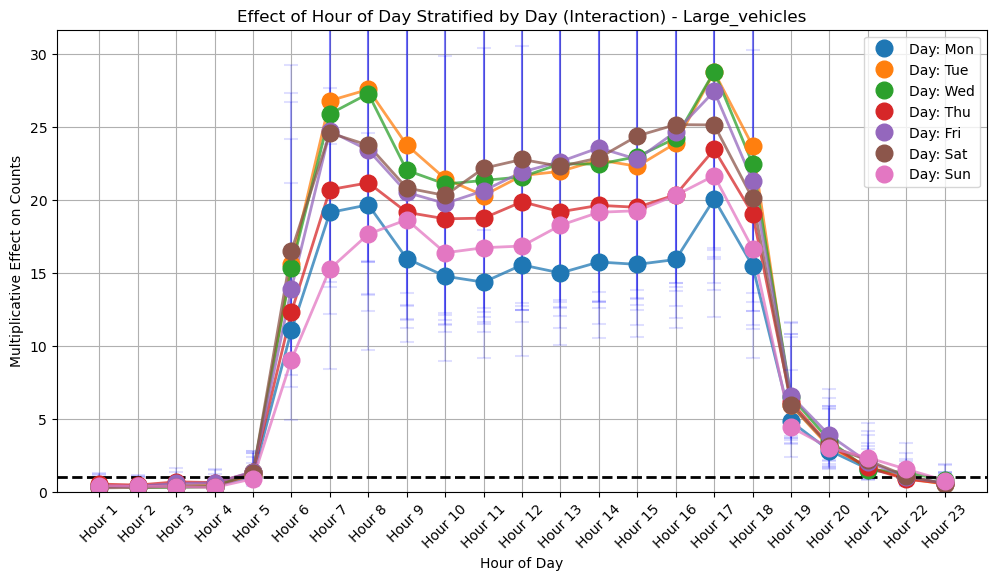 Effect of Hour of Day Stratified by Day (Interaction) - Large_vehicles
Multiplicative Effect on Counts
30
25
20
15
10
5
0
Day: Mon
Day: Tue
Day: Wed
Day: Thu
Day: Fri
Day: Sat
Day: Sun
Hour 1
Hour 2
Hour 3
Hour 4
Hour 5
Hour 6
Hour 7
Hour 8
Hour 9
Hour 10
Hour 11
Hour 12
Hour 13
Hour 14
Hour 15
Hour 16
Hour 17
Hour 18
Hour 19
Hour 20
Hour 21
Hour 22
Hour 23
Hour of Day